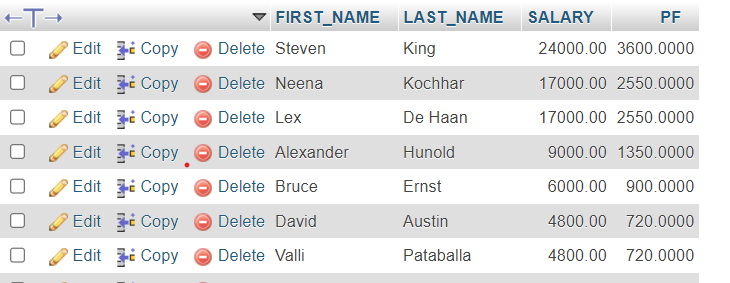 FIRST_NAME LAST_NAME SALARY PF
Edit Copy Delete Steven King 24000.00 3600.0000
Edit Copy Delete Neena Kochhar 17000.00 2550.0000
Edit Copy Delete Lex De Haan 17000.00 2550.0000
Edit Copy Delete Alexander Hunold 9000.00 1350.0000
Edit Copy Delete Bruce Ernst 6000.00 900.0000
Edit Copy Delete David Austin 4800.00 720.0000
Edit Copy Delete Valli Pataballa 4800.00 720.0000